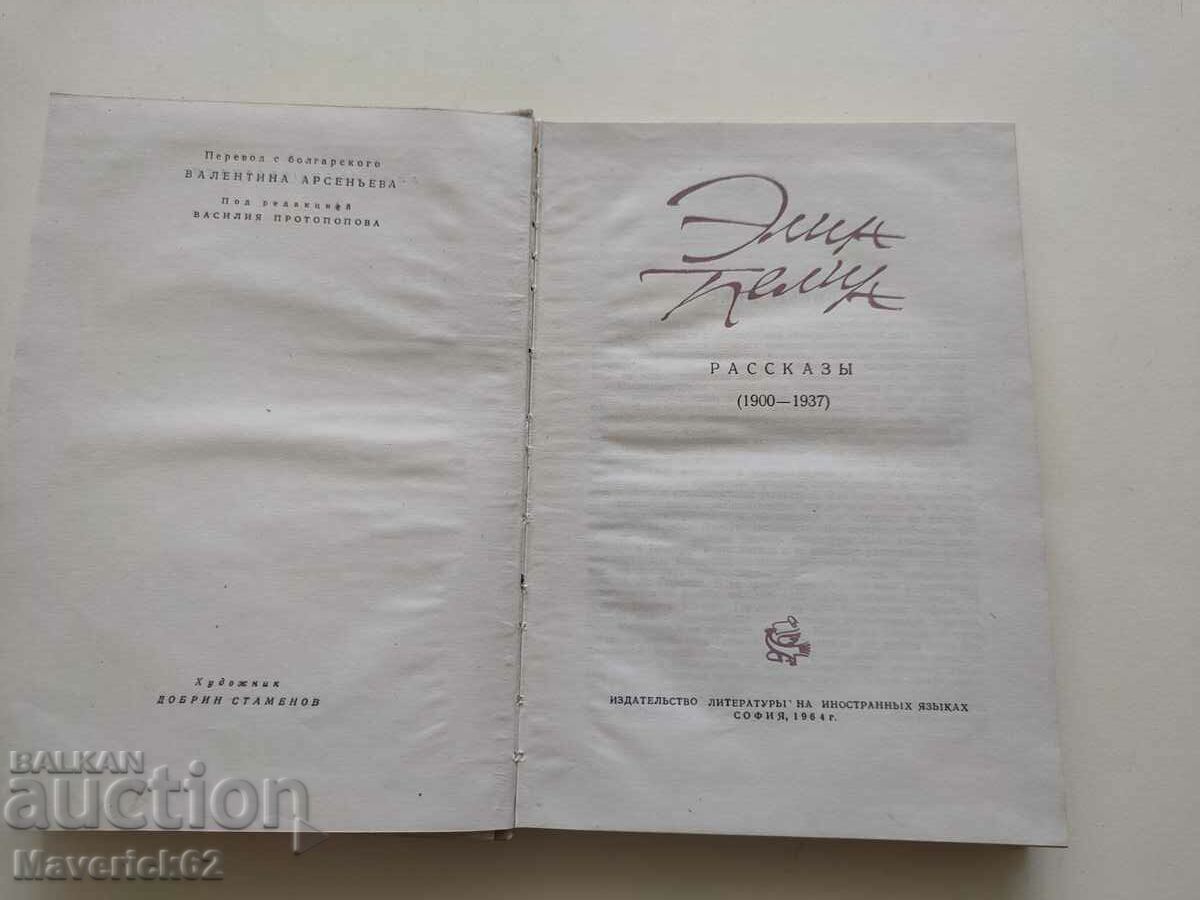 Перевод с болгарского
ВАЛЕНТИНА АРСЕНЬЕВА
Под редакцией
ВАСИЛИЯ ПРОТОПОПОВА
Художник
ДОБРИН СТАМЕНОВ
Элин
Пелин
РАССКАЗЫ
(1900—1937)
ИЗДАТЕЛЬСТВО ЛИТЕРАТУРЫ НА ИНОСТРАННЫХ ЯЗЫКАХ
СОФИЯ, 1964 г.
BALKAN
auction
Maverick62